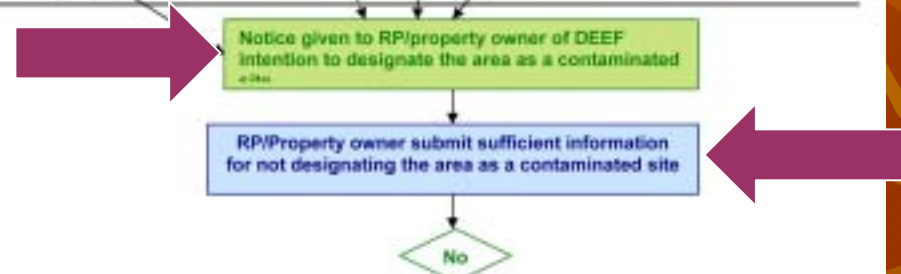 Notice given to RP/property owner of DEEF
intention to designate the area as a contaminated
RP/Property owner submit sufficient information
for not designating the area as a contaminated site
No